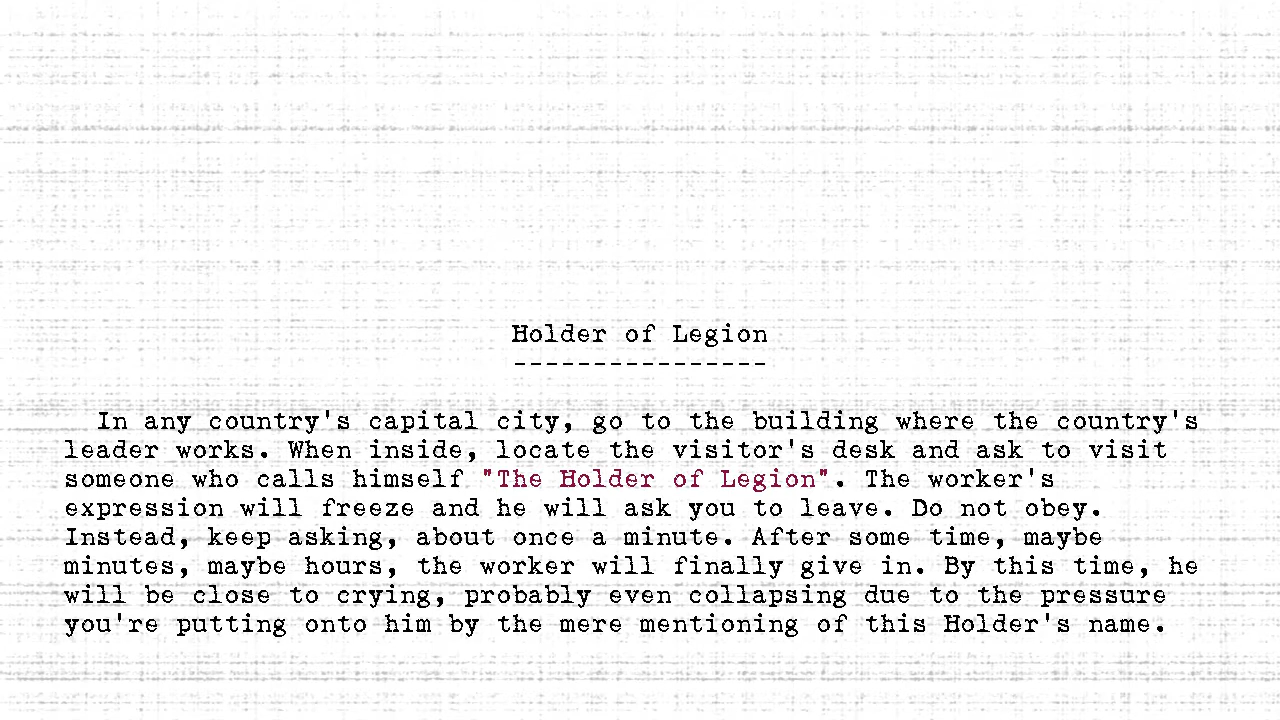 Holder of Legion
----------------
In any country's capital city, go to the building where the country's
leader works. When inside, locate the visitor's desk and ask to visit
someone who calls himself "The Holder of Legion". The worker's
expression will freeze and he will ask you to leave. Do not obey.
Instead, keep asking, about once a minute. After some time, maybe
minutes, maybe hours, the worker will finally give in. By this time, he
will be close to crying, probably even collapsing due to the pressure
you're putting onto him by the mere mentioning of this Holder's name.